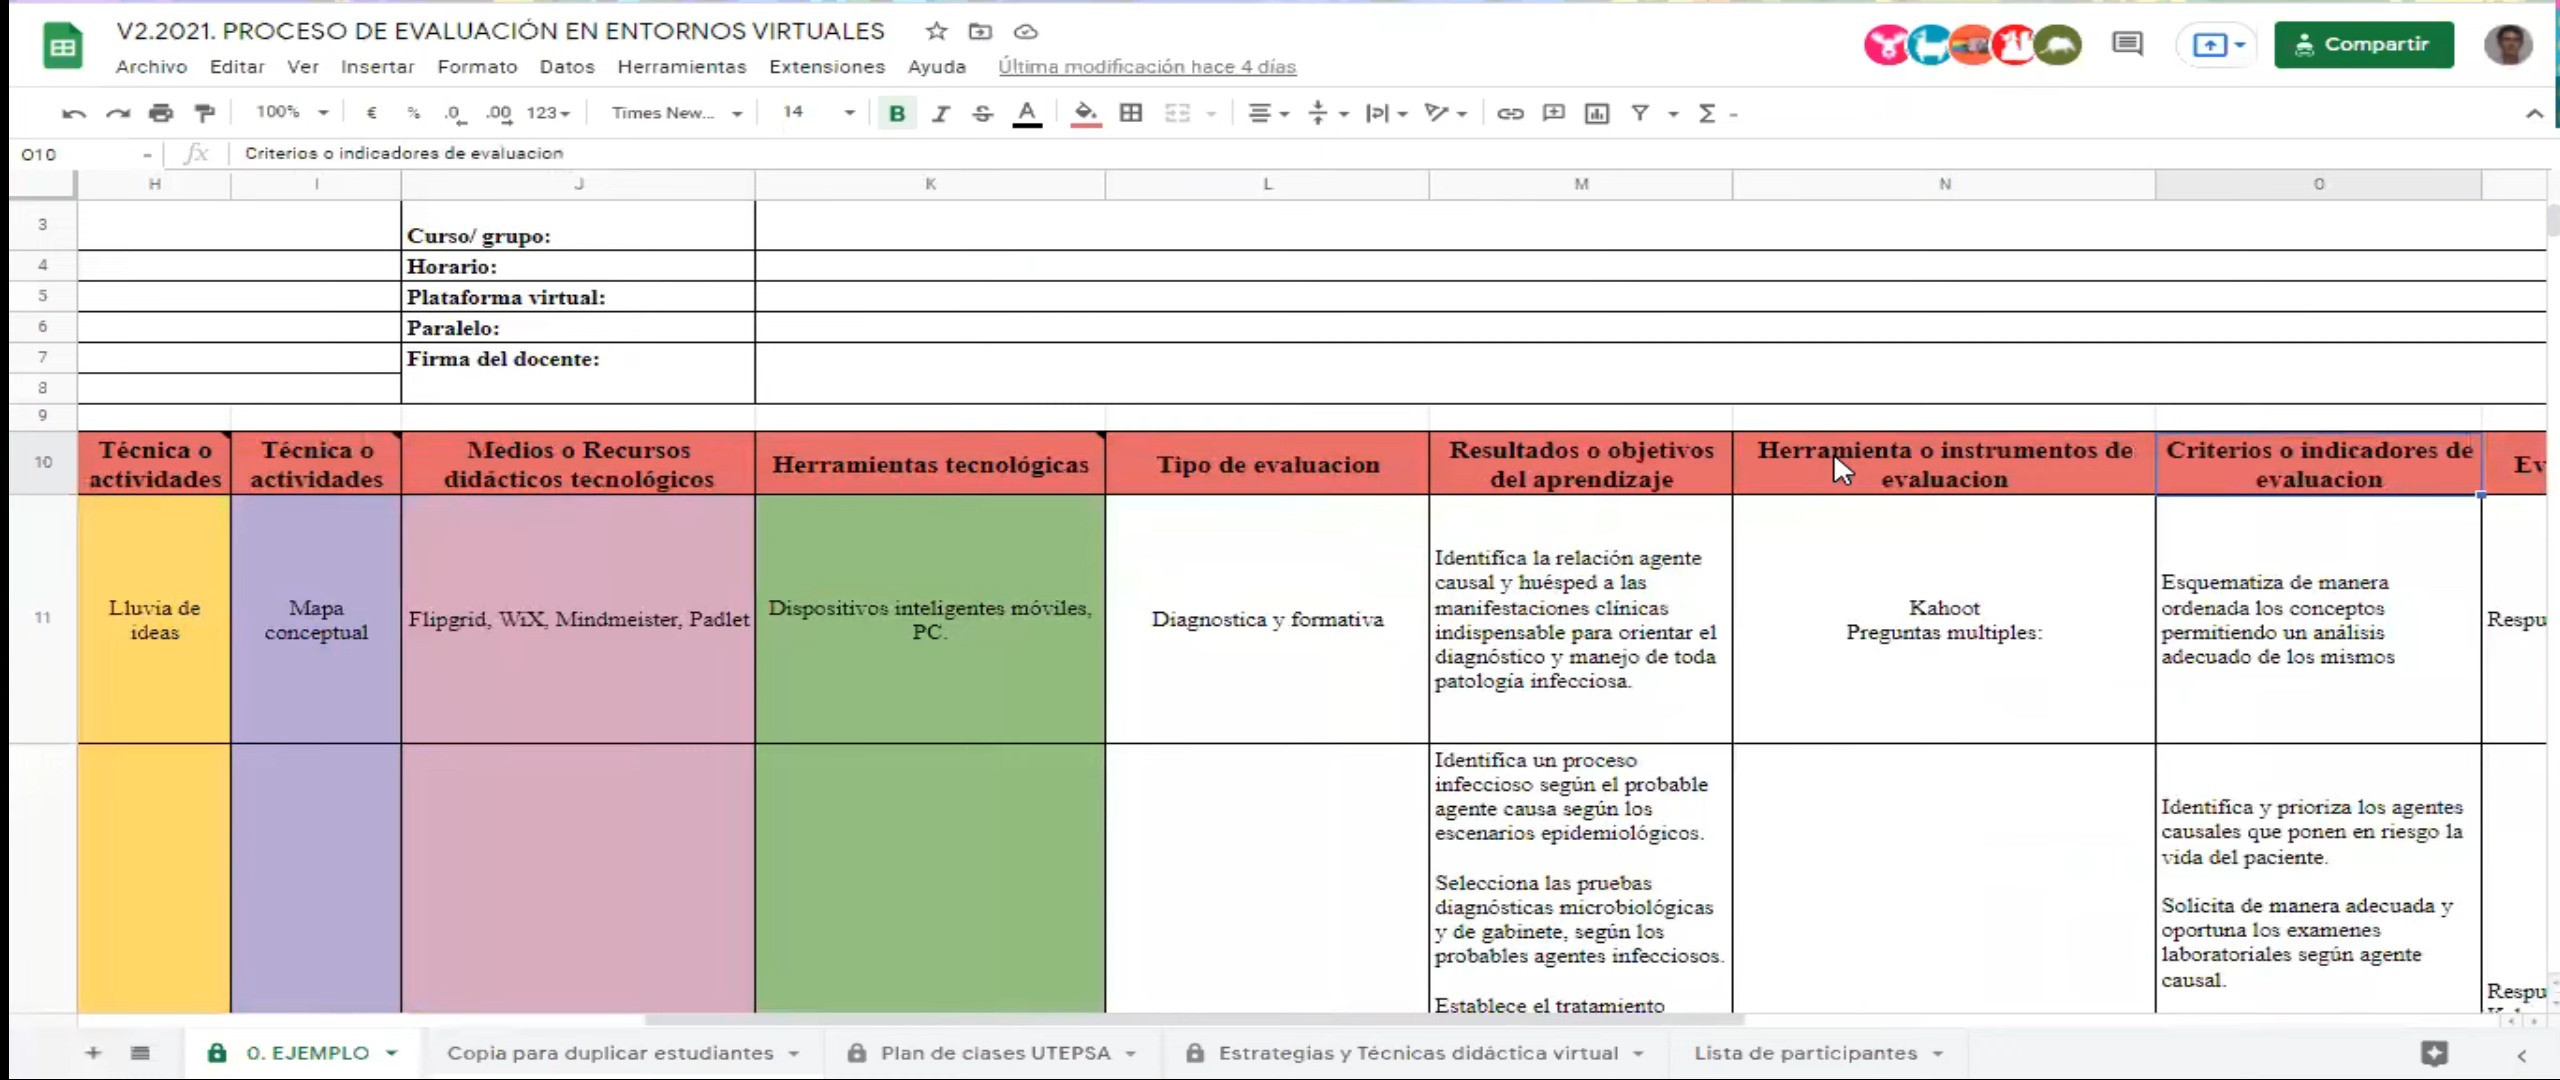 V2.2021. PROCESO DE EVALUACIÓN EN ENTORNOS VIRTUALES
Archivo Editar Ver Insertar Formato Datos Herramientas Extensiones Ayuda Última modificación hace 4 días
Compartir
100% € % .0 .00 123 Times New... 14 B I S A Σ
O10 fx Criterios o indicadores de evaluacion
H I J K L M N O
3 Curso/ grupo:
4 Horario:
5 Plataforma virtual:
6 Paralelo:
7 Firma del docente:
8
9
10
Técnica o
actividades
Técnica o
actividades
Medios o Recursos
didácticos tecnológicos
Herramientas tecnológicas
Tipo de evaluacion
Resultados o objetivos
del aprendizaje
Herramienta o instrumentos de
evaluacion
Criterios o indicadores de
evaluacion
Ev
11
Lluvia de
ideas
Mapa
conceptual
Flipgrid, WiX, Mindmeister, Padlet
Dispositivos inteligentes móviles,
PC.
Diagnostica y formativa
Identifica la relación agente
causal y huésped a las
manifestaciones clínicas
indispensable para orientar el
diagnóstico y manejo de toda
patología infecciosa.
Kahoot
Preguntas multiples:
Esquematiza de manera
ordenada los conceptos
permitiendo un análisis
adecuado de los mismos
Respu
Identifica un proceso
infeccioso según el probable
agente causa según los
escenarios epidemiológicos.
Selecciona las pruebas
diagnósticas microbiológicas
y de gabinete, según los
probables agentes infecciosos.
Establece el tratamiento
Identifica y prioriza los agentes
causales que ponen en riesgo la
vida del paciente.
Solicita de manera adecuada y
oportuna los examenes
laboratoriales según agente
causal.
Respu
0. EJEMPLO Copia para duplicar estudiantes Plan de clases UTEPSA Estrategias y Técnicas didáctica virtual Lista de participantes